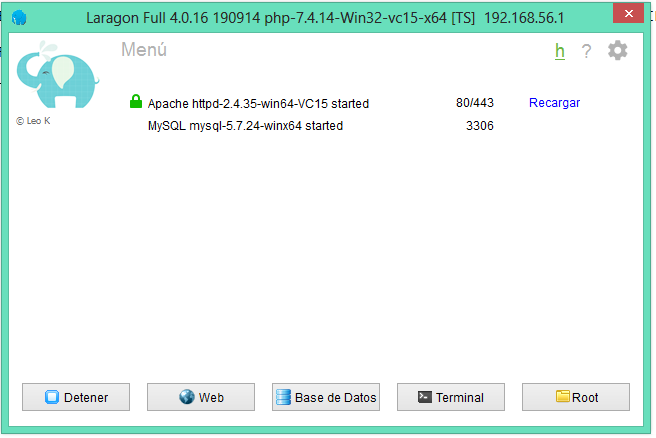 Laragon Full 4.0.16 190914 php-7.4.14-Win32-vc15-x64 [TS] 192.168.56.1
Menú
h ?
© Leo K
Apache httpd-2.4.35-win64-VC15 started 80/443 Recargar
MySQL mysql-5.7.24-winx64 started 3306
Detener Web Base de Datos Terminal Root